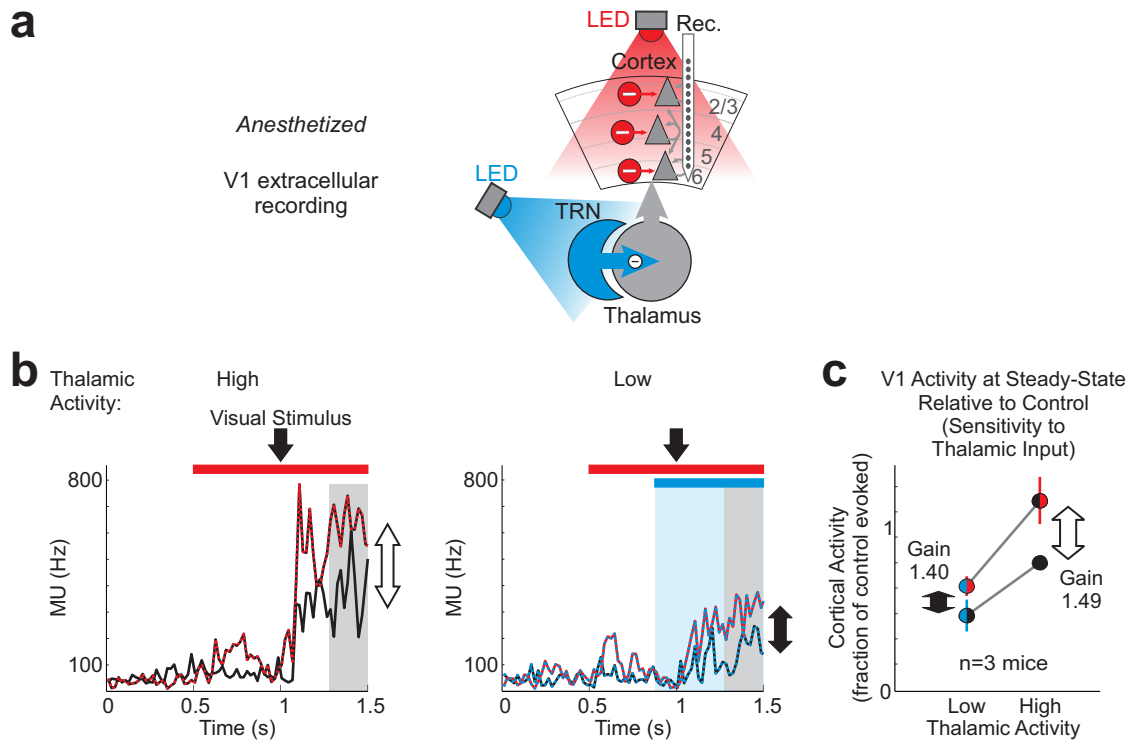 a
LED
Rec.
Cortex
2/3
4
5
6
Anesthetized
V1 extracellular
recording
LED
TRN
Thalamus
b
Thalamic
Activity:
High
Low
Visual Stimulus
800
100
MU (Hz)
0
0.5
1
1.5
Time (s)
800
100
MU (Hz)
0
0.5
1
1.5
Time (s)
c
V1 Activity at Steady-State
Relative to Control
(Sensitivity to
Thalamic Input)
Cortical Activity
(fraction of control evoked)
1
0
Gain
1.40
Gain
1.49
n=3 mice
Low
High
Thalamic Activity